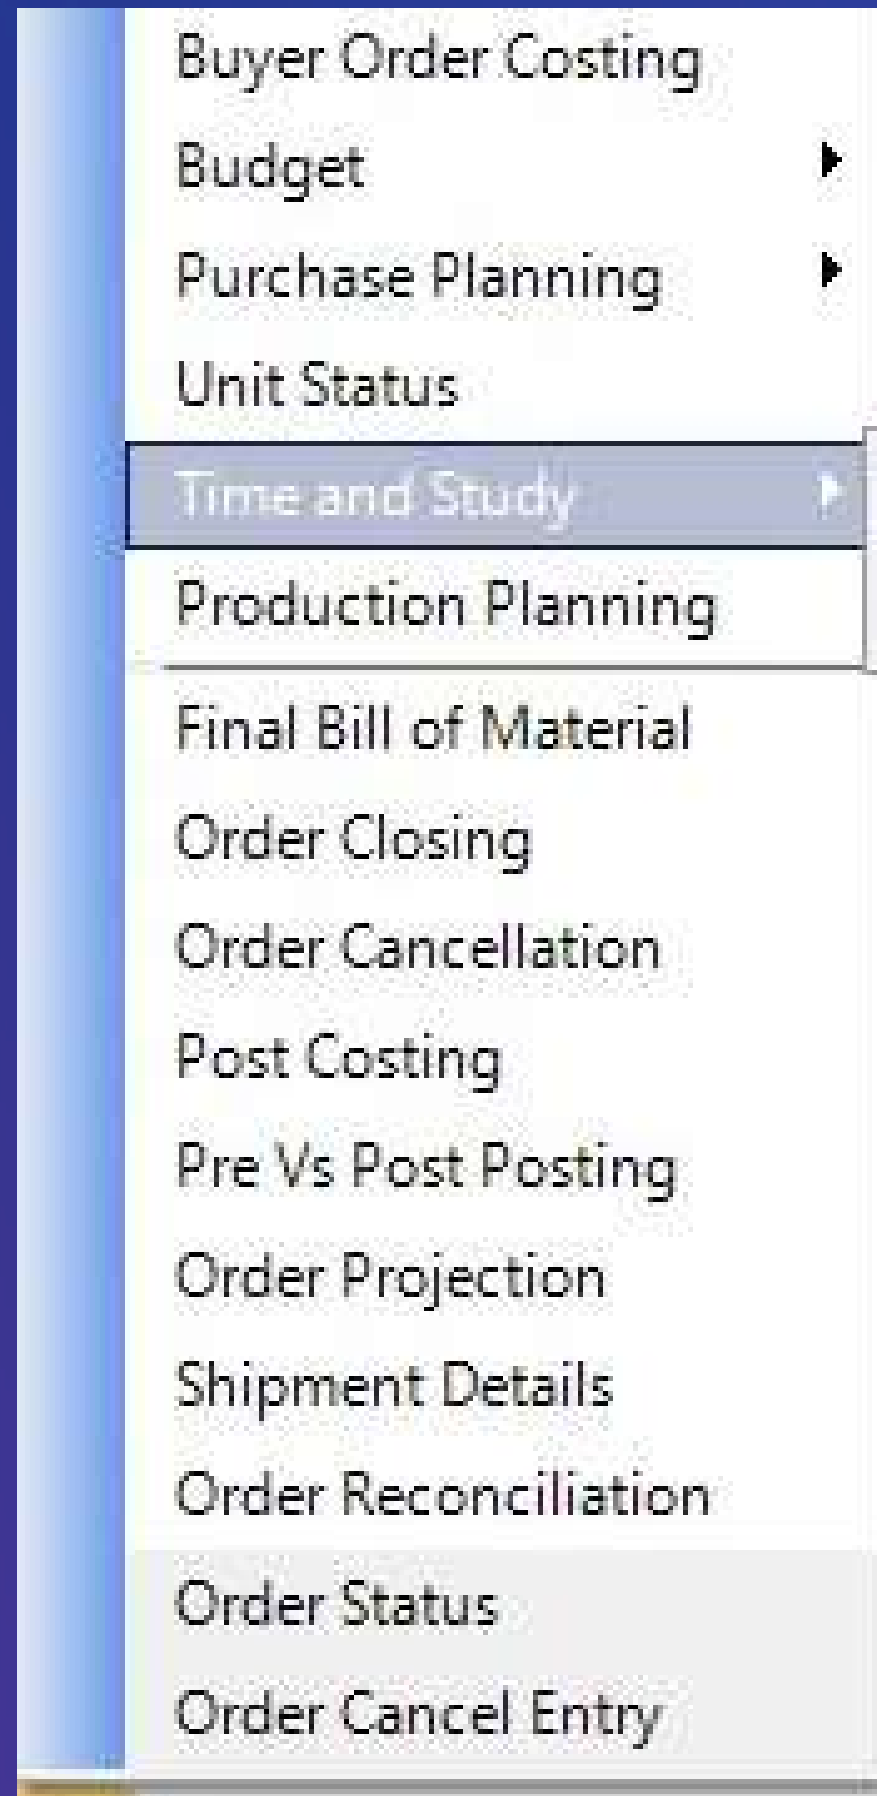 Buyer Order Costing
Budget
Purchase Planning
Unit Status
Time and Study
Production Planning
Final Bill of Material
Order Closing
Order Cancellation
Post Costing
Pre Vs Post Posting
Order Projection
Shipment Details
Order Reconciliation
Order Status
Order Cancel Entry